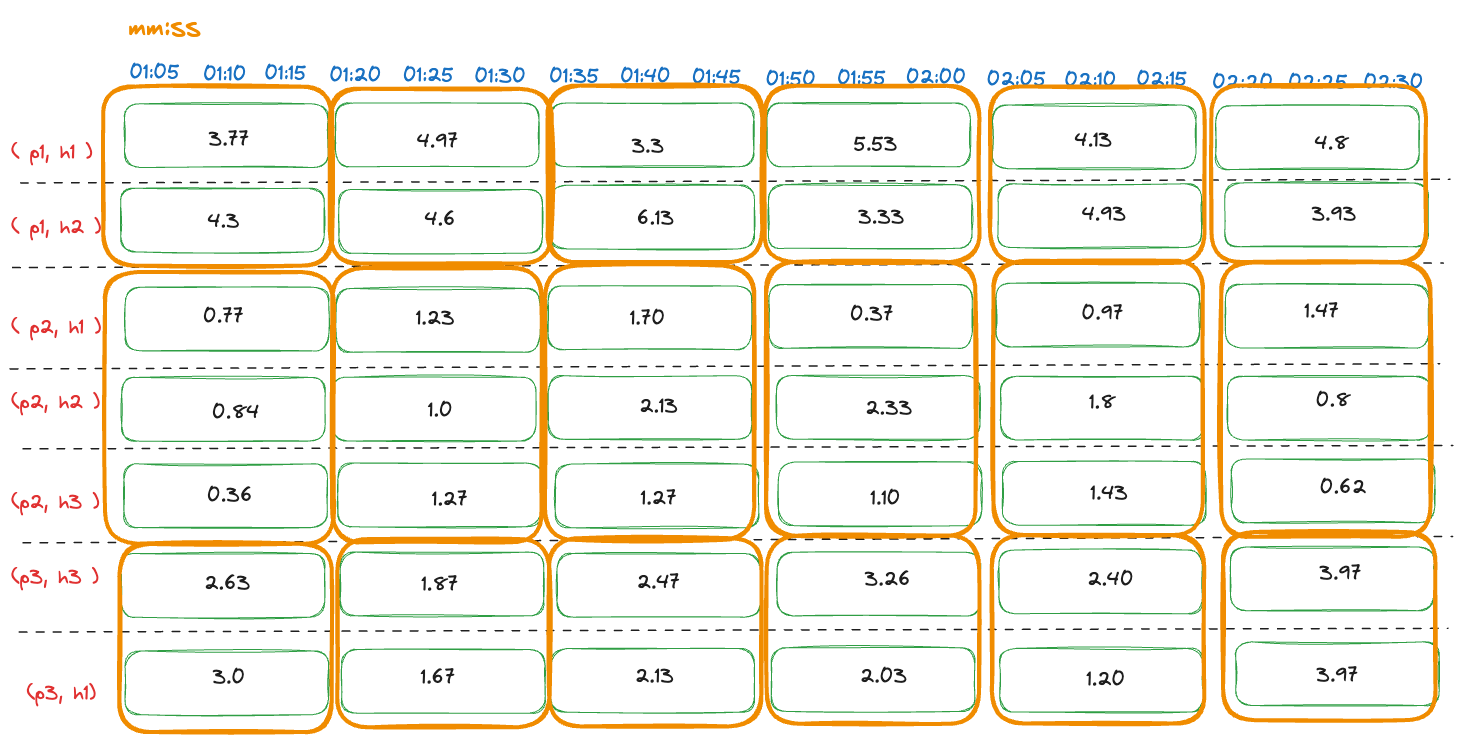 mm:SS
01:05 01:10 01:15 01:20 01:25 01:30 01:35 01:40 01:45 01:50 01:55 02:00 02:05 02:10 02:15 02:20 02:25 02:30
( p1, h1 ) 3.77 4.97 3.3 5.53 4.13 4.8
( p1, h2 ) 4.3 4.6 6.13 3.33 4.93 3.93
( p2, h1 ) 0.77 1.23 1.70 0.37 0.97 1.47
(p2, h2 ) 0.84 1.0 2.13 2.33 1.8 0.8
(p2, h3 ) 0.36 1.27 1.27 1.10 1.43 0.62
(p3, h3 ) 2.63 1.87 2.47 3.26 2.40 3.97
(p3, h1) 3.0 1.67 2.13 2.03 1.20 3.97